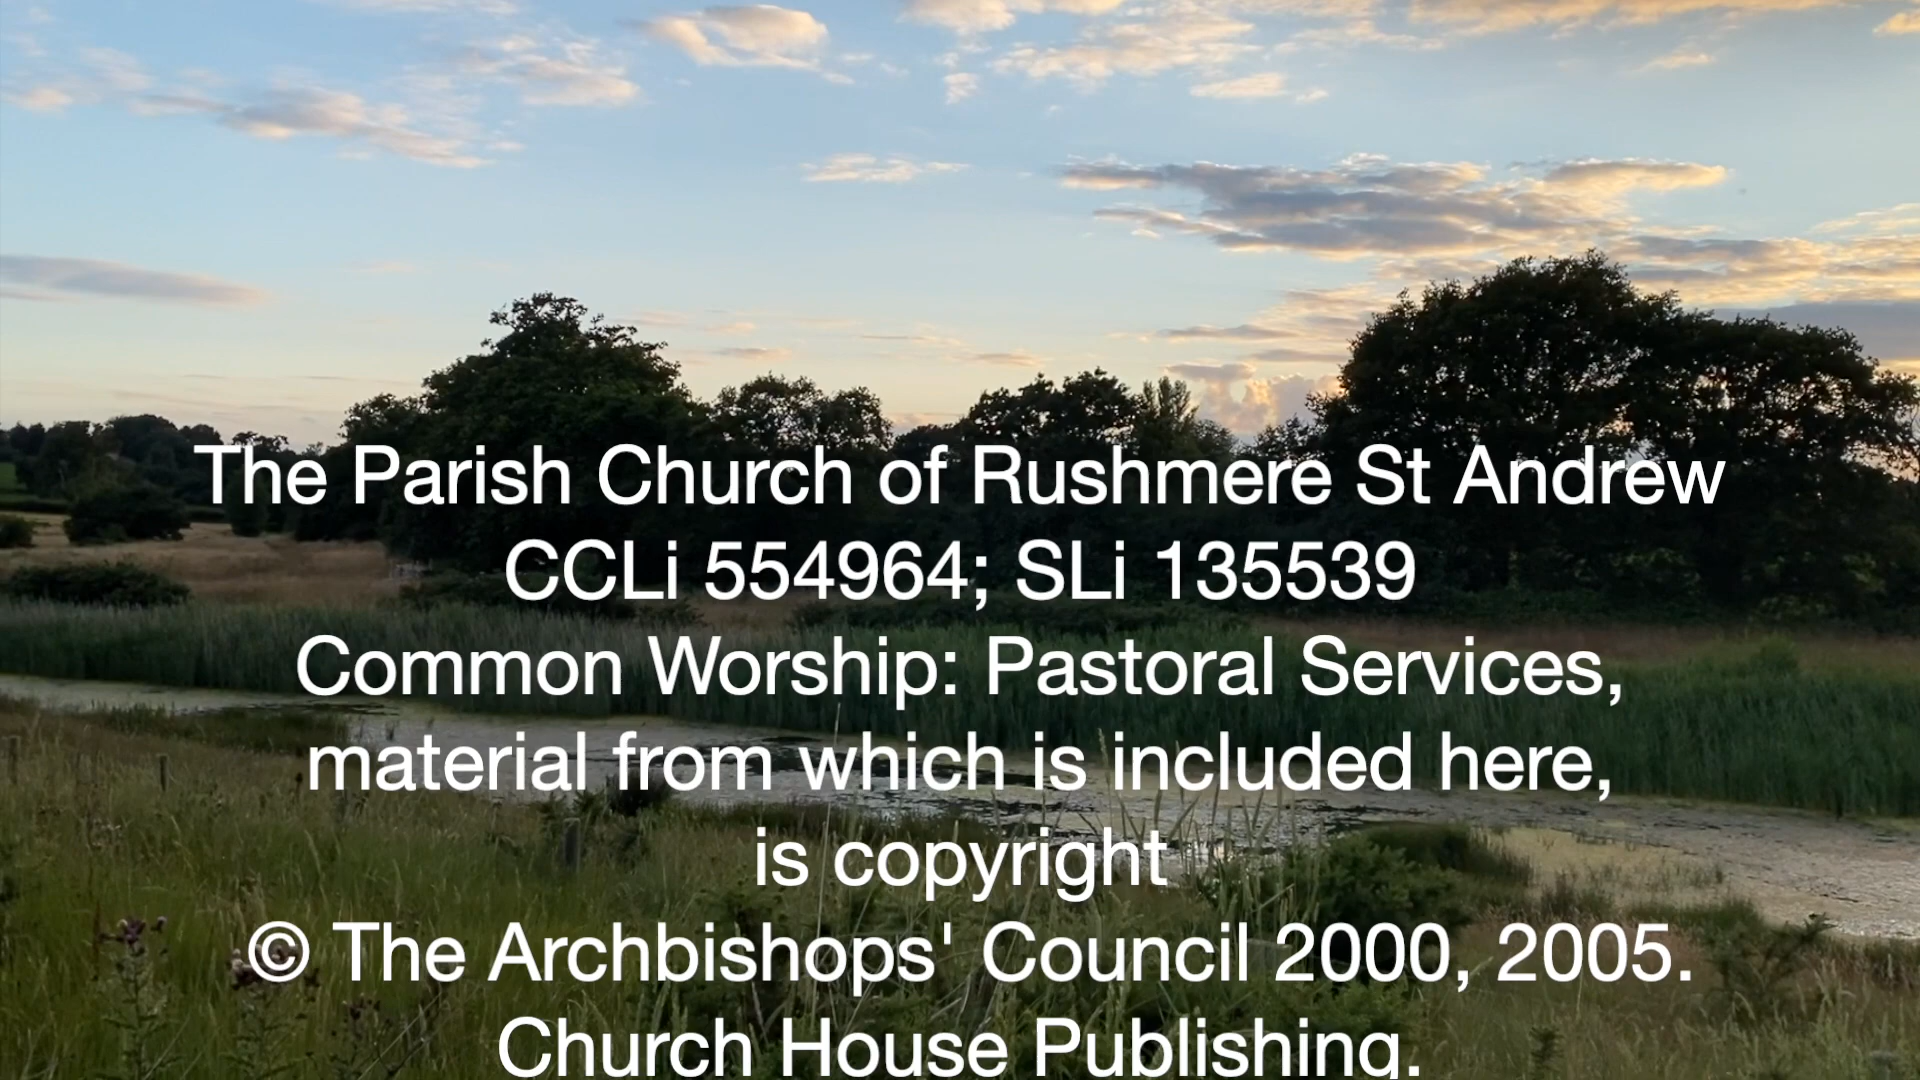 The Parish Church of Rushmere St Andrew
CCLi 554964; SLi 135539
Common Worship: Pastoral Services,
material from which is included here,
is copyright
© The Archbishops' Council 2000, 2005.
Church House Publishing.